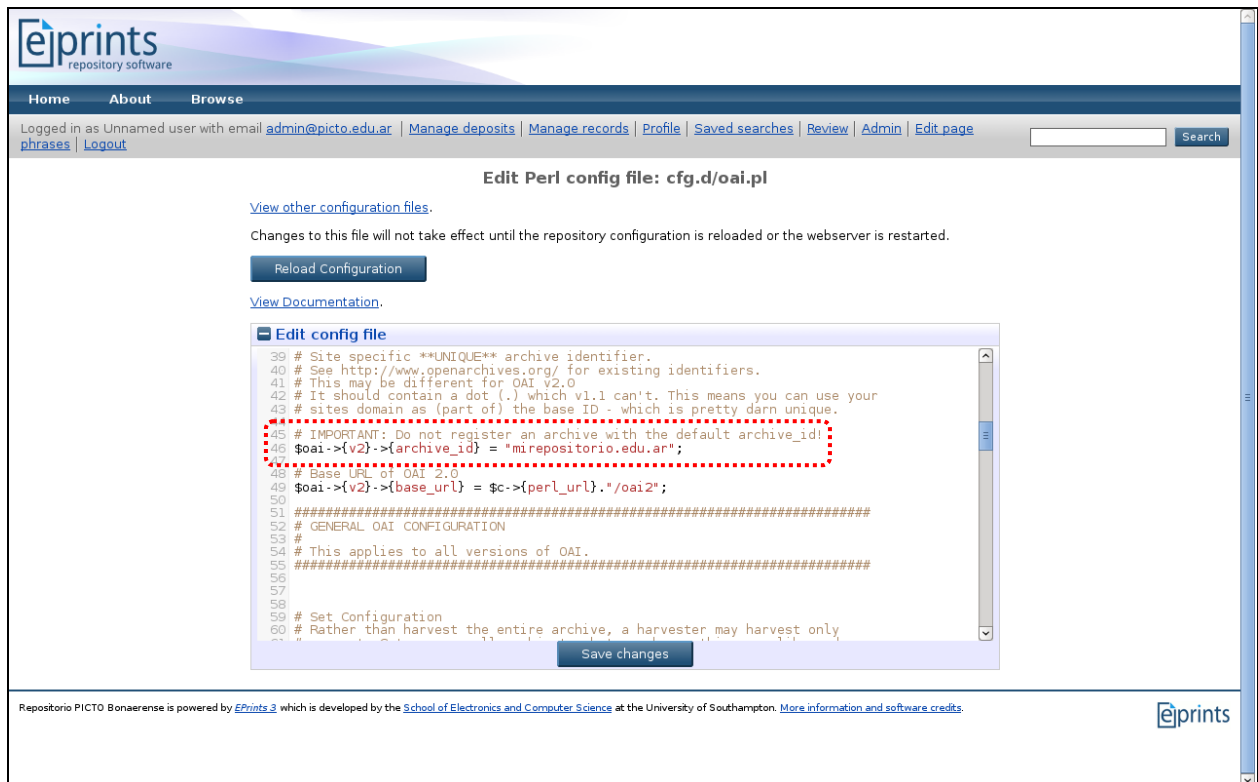 eprints
repository software
Home About Browse
Logged in as Unnamed user with email admin@picto.edu.ar | Manage deposits | Manage records | Profile | Saved searches | Review | Admin | Edit page
phrases | Logout
Search
Edit Perl config file: cfg.d/oai.pl
View other configuration files.
Changes to this file will not take effect until the repository configuration is reloaded or the webserver is restarted.
Reload Configuration
View Documentation.
Edit config file
39 # Site specific **UNIQUE** archive identifier.
40 # See http://www.openarchives.org/ for existing identifiers.
41 # This may be different for OAI v2.0
42 # It should contain a dot (.) which v1.1 can't. This means you can use your
43 # sites domain as (part of) the base ID - which is pretty darn unique.
44
45 # IMPORTANT: Do not register an archive with the default archive_id!
46 $oai->{v2}->{archive_id} = "mirepositorio.edu.ar";
47
48 # Base URL of OAI 2.0
49 $oai->{v2}->{base_url} = $c->{perl_url}."/oai2";
50
51 ##########################################################################
52 # GENERAL OAI CONFIGURATION
53 #
54 # This applies to all versions of OAI.
55 ##########################################################################
56
57
58
59 # Set Configuration
60 # Rather than harvest the entire archive, a harvester may harvest only
Save changes
Repositorio PICTO Bonaerense is powered by EPrints 3 which is developed by the School of Electronics and Computer Science at the University of Southampton. More information and software credits.
eprints